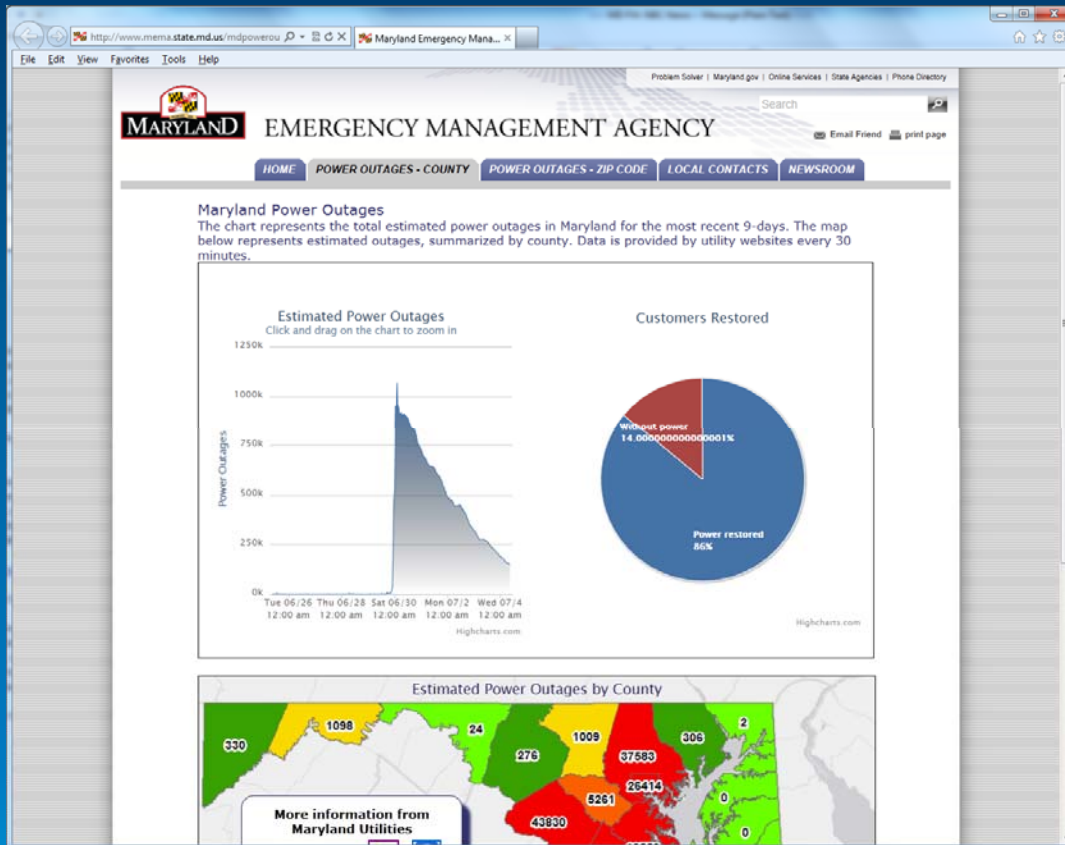 http://www.mema.state.md.us/mdpowerou
Maryland Emergency Mana...
File Edit View Favorites Tools Help
Problem Solver | Maryland.gov | Online Services | State Agencies | Phone Directory
Search
MARYLAND
EMERGENCY MANAGEMENT AGENCY
Email Friend print page
HOME POWER OUTAGES - COUNTY POWER OUTAGES - ZIP CODE LOCAL CONTACTS NEWSROOM
Maryland Power Outages
The chart represents the total estimated power outages in Maryland for the most recent 9-days. The map
below represents estimated outages, summarized by county. Data is provided by utility websites every 30
minutes.
Estimated Power Outages
Click and drag on the chart to zoom in
1250k
1000k
750k
500k
250k
0k
Power Outages
Tue 06/26 Thu 06/28 Sat 06/30 Mon 07/2 Wed 07/4
12:00 am 12:00 am 12:00 am 12:00 am 12:00 am
Highcharts.com
Customers Restored
Without power
14.000000000000001%
Power restored
86%
Highcharts.com
Estimated Power Outages by County
330
1098
24
276
1009
37583
306
2
5261
26414
0
43830
0
More information from
Maryland Utilities